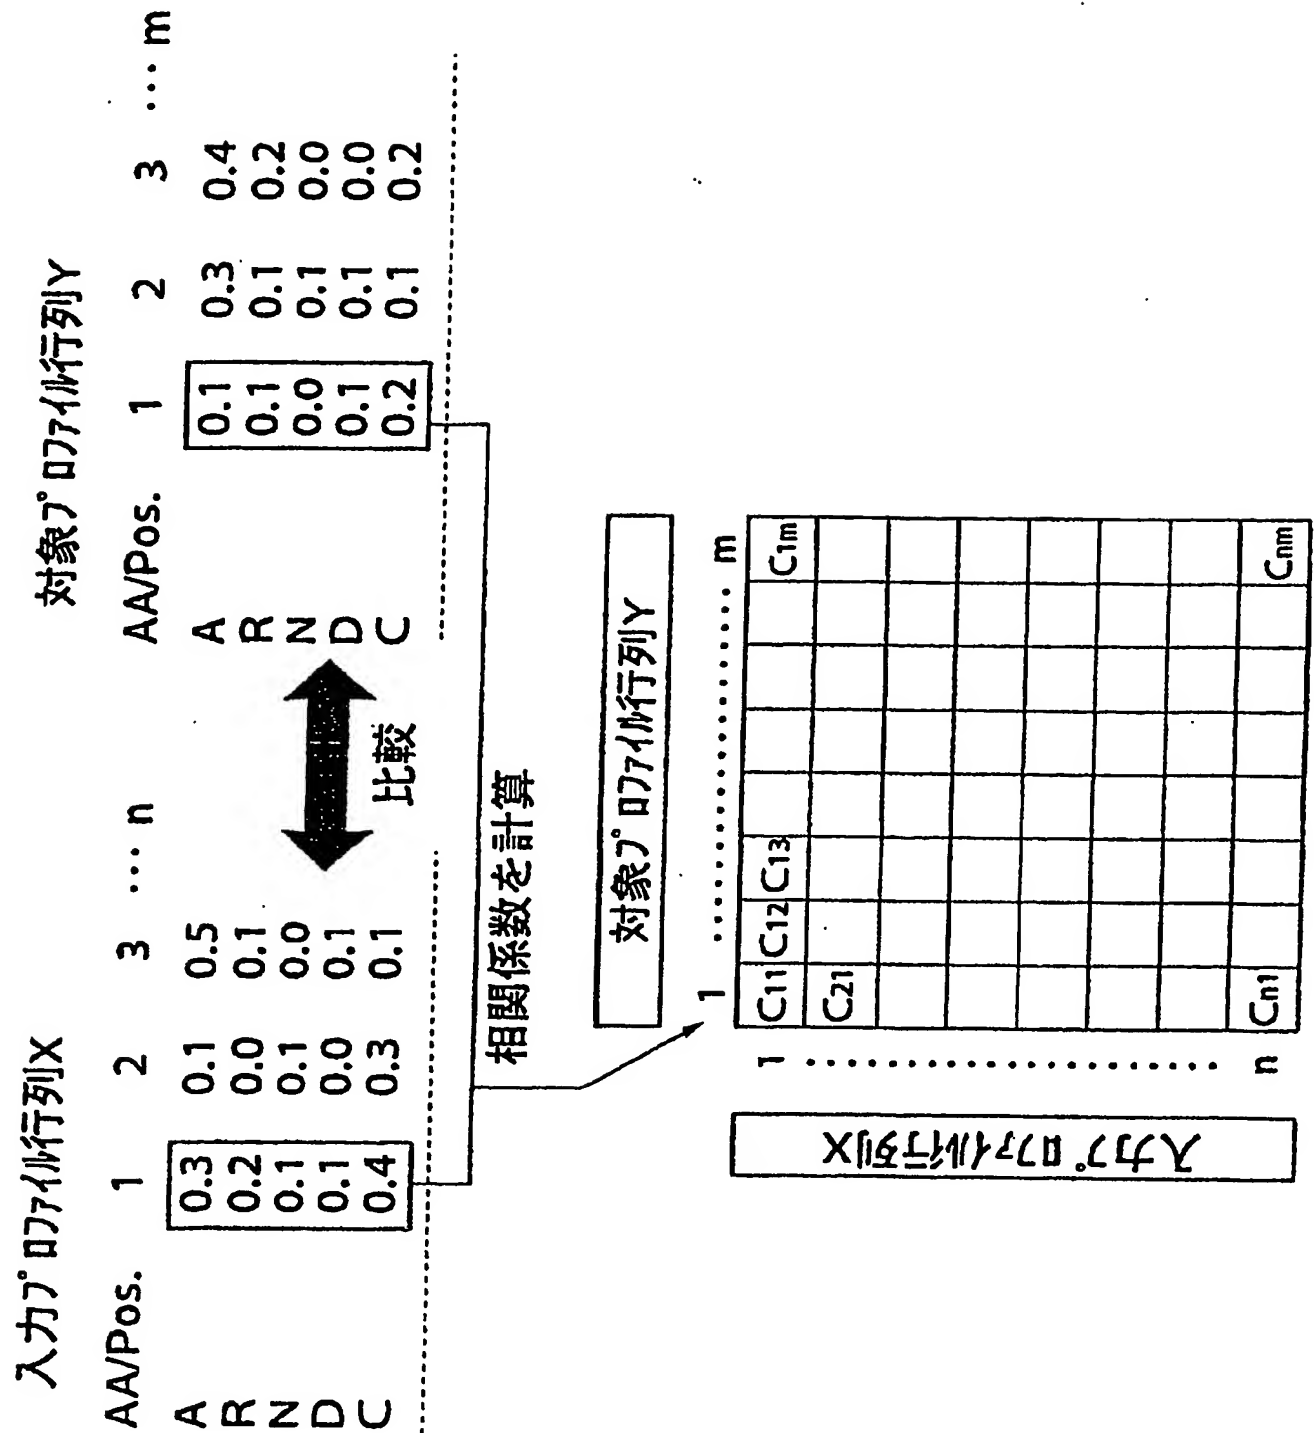 入力プロファイル行列X
AA/Pos. 1 2 3 ・・・ n
A 0.3 0.1 0.5
R 0.2 0.0 0.1
N 0.1 0.1 0.0
D 0.1 0.0 0.1
C 0.4 0.3 0.1
比較
対象プロファイル行列Y
AA/Pos. 1 2 3 ・・・ m
A 0.1 0.3 0.4
R 0.1 0.1 0.2
N 0.0 0.1 0.0
D 0.1 0.1 0.0
C 0.2 0.1 0.2
相関係数を計算
対象プロファイル行列Y
1 ・・・・・・・・・・・・・・・・・・ m
入力プロファイル行列X
1 C11 C12 C13 C1m
C21
n Cn1 Cnm